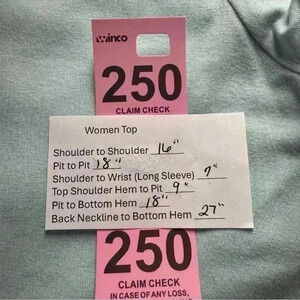 winco
250
CLAIM CHECK
Women Top
Shoulder to Shoulder 16"
Pit to Pit 18"
Shoulder to Wrist (Long Sleeve) 7"
Top Shoulder Hem to Pit 9"
Pit to Bottom Hem 18"
Back Neckline to Bottom Hem 27"
250
CLAIM CHECK
IN CASE OF ANY LOSS,